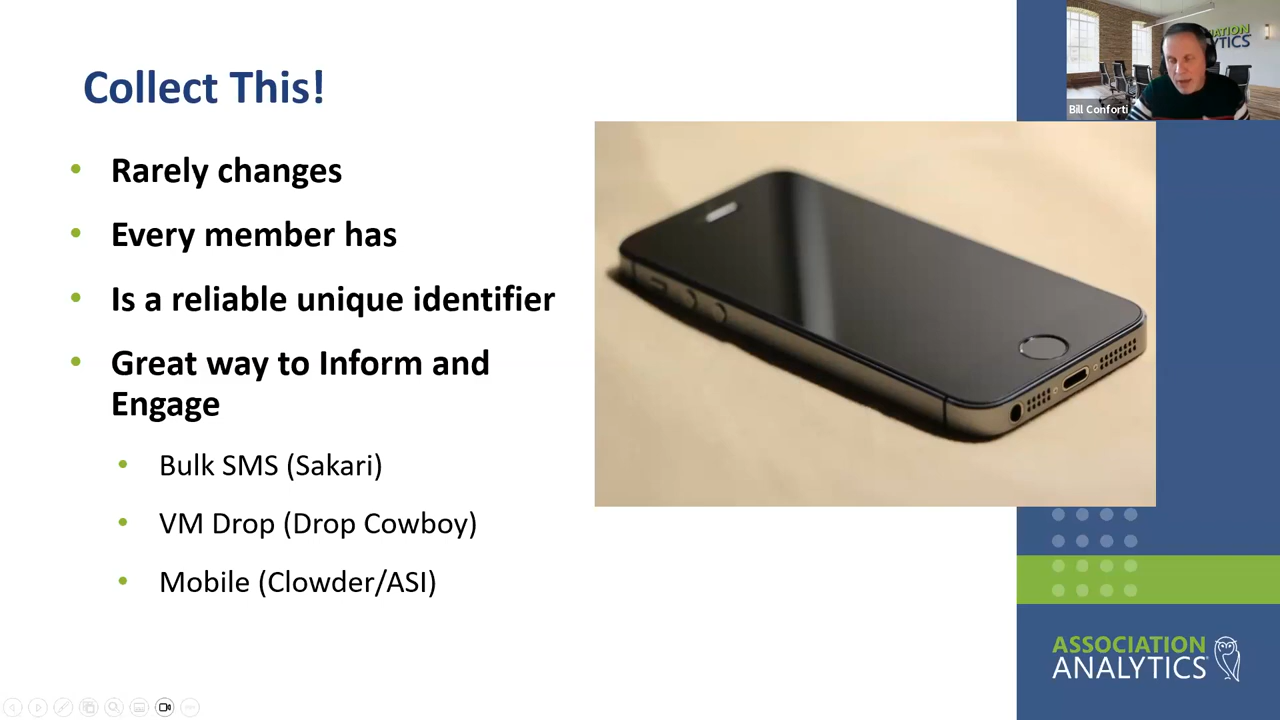 Collect This!
• Rarely changes
• Every member has
• Is a reliable unique identifier
• Great way to Inform and
Engage
• Bulk SMS (Sakari)
• VM Drop (Drop Cowboy)
• Mobile (Clowder/ASI)
Bill Conforti
ASSOCIATION
ANALYTICS